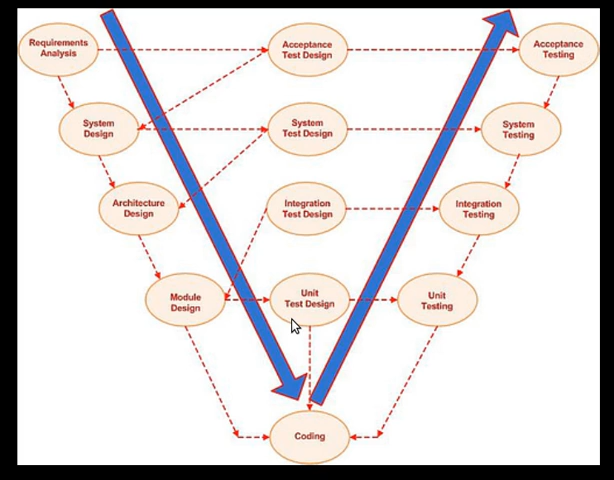 Requirements
Analysis
Acceptance
Test Design
Acceptance
Testing
System
Design
System
Test Design
System
Testing
Architecture
Design
Integration
Test Design
Integration
Testing
Module
Design
Unit
Test Design
Unit
Testing
Coding